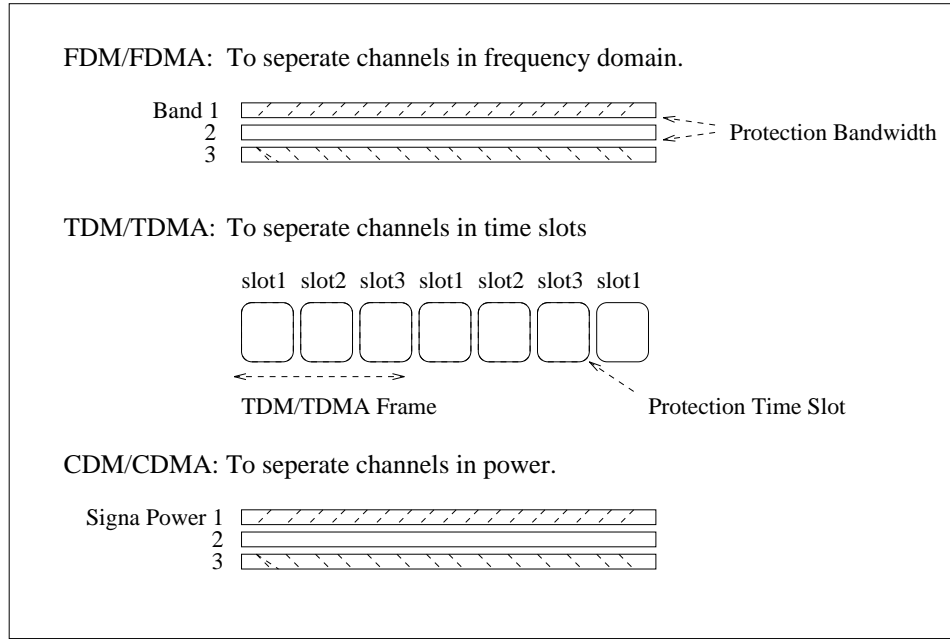 FDM/FDMA: To seperate channels in frequency domain.
Band 1
2
3
Protection Bandwidth
TDM/TDMA: To seperate channels in time slots
slot1 slot2 slot3 slot1 slot2 slot3 slot1
TDM/TDMA Frame
Protection Time Slot
CDM/CDMA: To seperate channels in power.
Signa Power 1
2
3